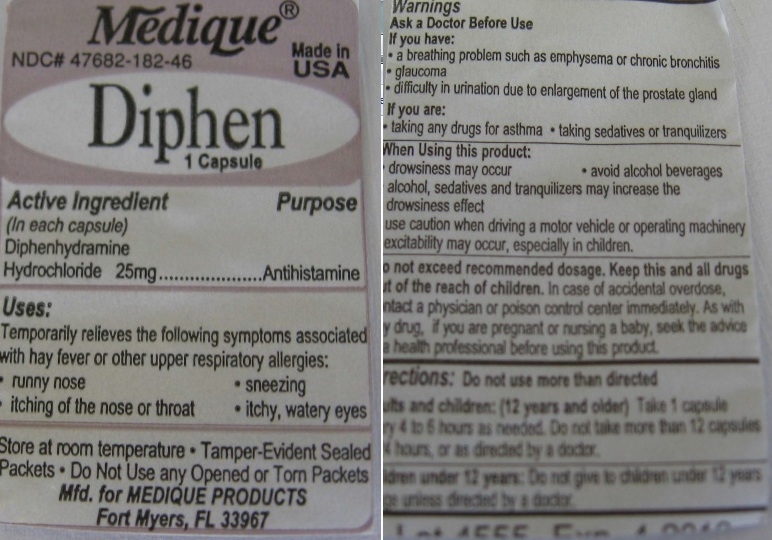 Medique®
Made in
USA
NDC# 47682-182-46
Diphen
1 Capsule
Active Ingredient Purpose
(In each capsule)
Diphenhydramine
Hydrochloride 25mg.....................Antihistamine
Uses:
Temporarily relieves the following symptoms associated
with hay fever or other upper respiratory allergies:
• runny nose • sneezing
• itching of the nose or throat • itchy, watery eyes
Store at room temperature • Tamper-Evident Sealed
Packets • Do Not Use any Opened or Torn Packets
Mfd. for MEDIQUE PRODUCTS
Fort Myers, FL 33967
Warnings
Ask a Doctor Before Use
If you have:
• a breathing problem such as emphysema or chronic bronchitis
• glaucoma
• difficulty in urination due to enlargement of the prostate gland
If you are:
• taking any drugs for asthma • taking sedatives or tranquilizers
When Using this product:
• drowsiness may occur • avoid alcohol beverages
alcohol, sedatives and tranquilizers may increase the
drowsiness effect
use caution when driving a motor vehicle or operating machinery
excitability may occur, especially in children.
o not exceed recommended dosage. Keep this and all drugs
ut of the reach of children. In case of accidental overdose,
ntact a physician or poison control center immediately. As with
y drug, if you are pregnant or nursing a baby, seek the advice
a health professional before using this product.
rections: Do not use more than directed
ults and children: (12 years and older) Take 1 capsule
ry 4 to 6 hours as needed. Do not take more than 12 capsules
4 hours, or as directed by a doctor.
ldren under 12 years: Do not give to children under 12 years
ge unless directed by a doctor.
Lot 4555 Exp.